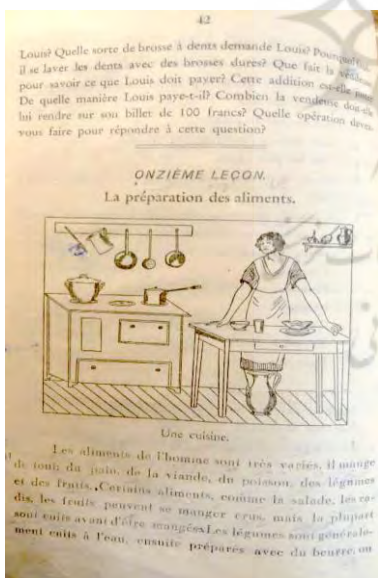 42
Louis? Quelle sorte de brosse à dents demande Louis? Pourquoi
il se laver les dents avec des brosses dures? Que fait la vendeuse
pour savoir ce que Louis doit payer? Cette addition est-elle
De quelle manière Louis paye-t-il? Combien la vendeuse doit-elle
lui rendre sur son billet de 100 francs? Quelle opération devez-
vous faire pour répondre à cette question?
ONZIÈME LEÇON.
La préparation des aliments.
Une cuisine.
Les aliments de l'homme sont très variés, il mange
du pain, de la viande, du poisson, des légumes
et des fruits. Certains aliments, comme la salade, les ra-
dis, les fruits peuvent se manger crus, mais la plupart
sont cuits avant d'être mangés. Les légumes sont générale-
ment cuits à l'eau, ensuite préparés avec du beurre, on